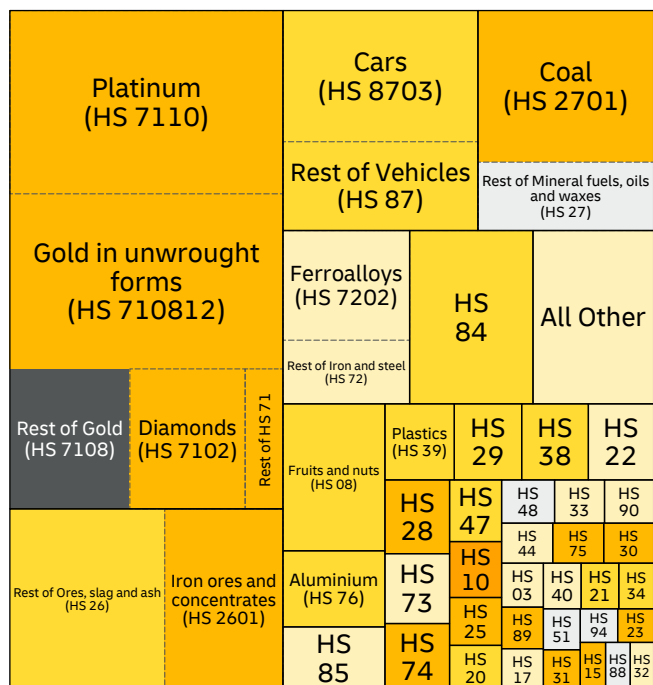 Platinum
(HS 7110)
Gold in unwrought
forms
(HS 710812)
Rest of Gold
(HS 7108)
Diamonds
(HS 7102)
Rest of HS 71
Rest of Ores, slag and ash
(HS 26)
Iron ores and
concentrates
(HS 2601)
Cars
(HS 8703)
Rest of Vehicles
(HS 87)
Coal
(HS 2701)
Rest of Mineral fuels, oils
and waxes
(HS 27)
Ferroalloys
(HS 7202)
Rest of Iron and steel
(HS 72)
HS
84
All Other
Fruits and nuts
(HS 08)
Aluminium
(HS 76)
HS
85
Plastics
(HS 39)
HS
29
HS
38
HS
22
HS
28
HS
73
HS
74
HS
47
HS
10
HS
25
HS
20
HS
48
HS
33
HS
90
HS
44
HS
75
HS
30
HS
03
HS
40
HS
21
HS
34
HS
89
HS
51
HS
94
HS
23
HS
17
HS
31
HS
15
HS
88
HS
32